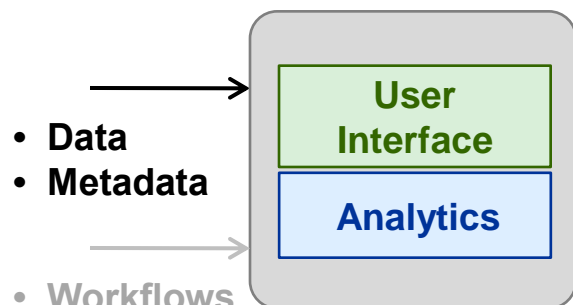 User
Interface
• Data
• Metadata
Analytics
• Workflows